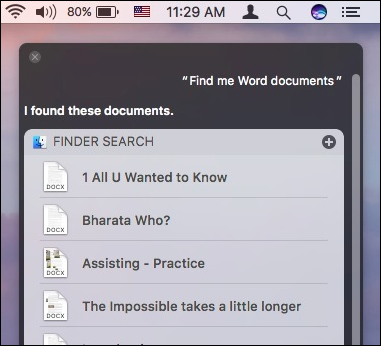 80% 11:29 AM
“Find me Word documents”
I found these documents.
FINDER SEARCH
DOCX 1 All U Wanted to Know
DOCX Bharata Who?
DOCX Assisting - Practice
DOCX The Impossible takes a little longer